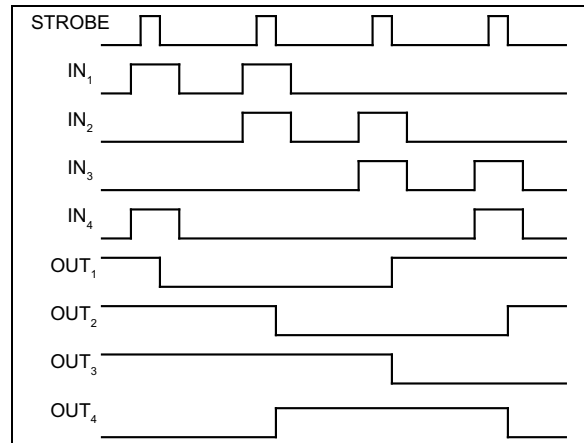 STROBE
IN₁
IN₂
IN₃
IN₄
OUT₁
OUT₂
OUT₃
OUT₄